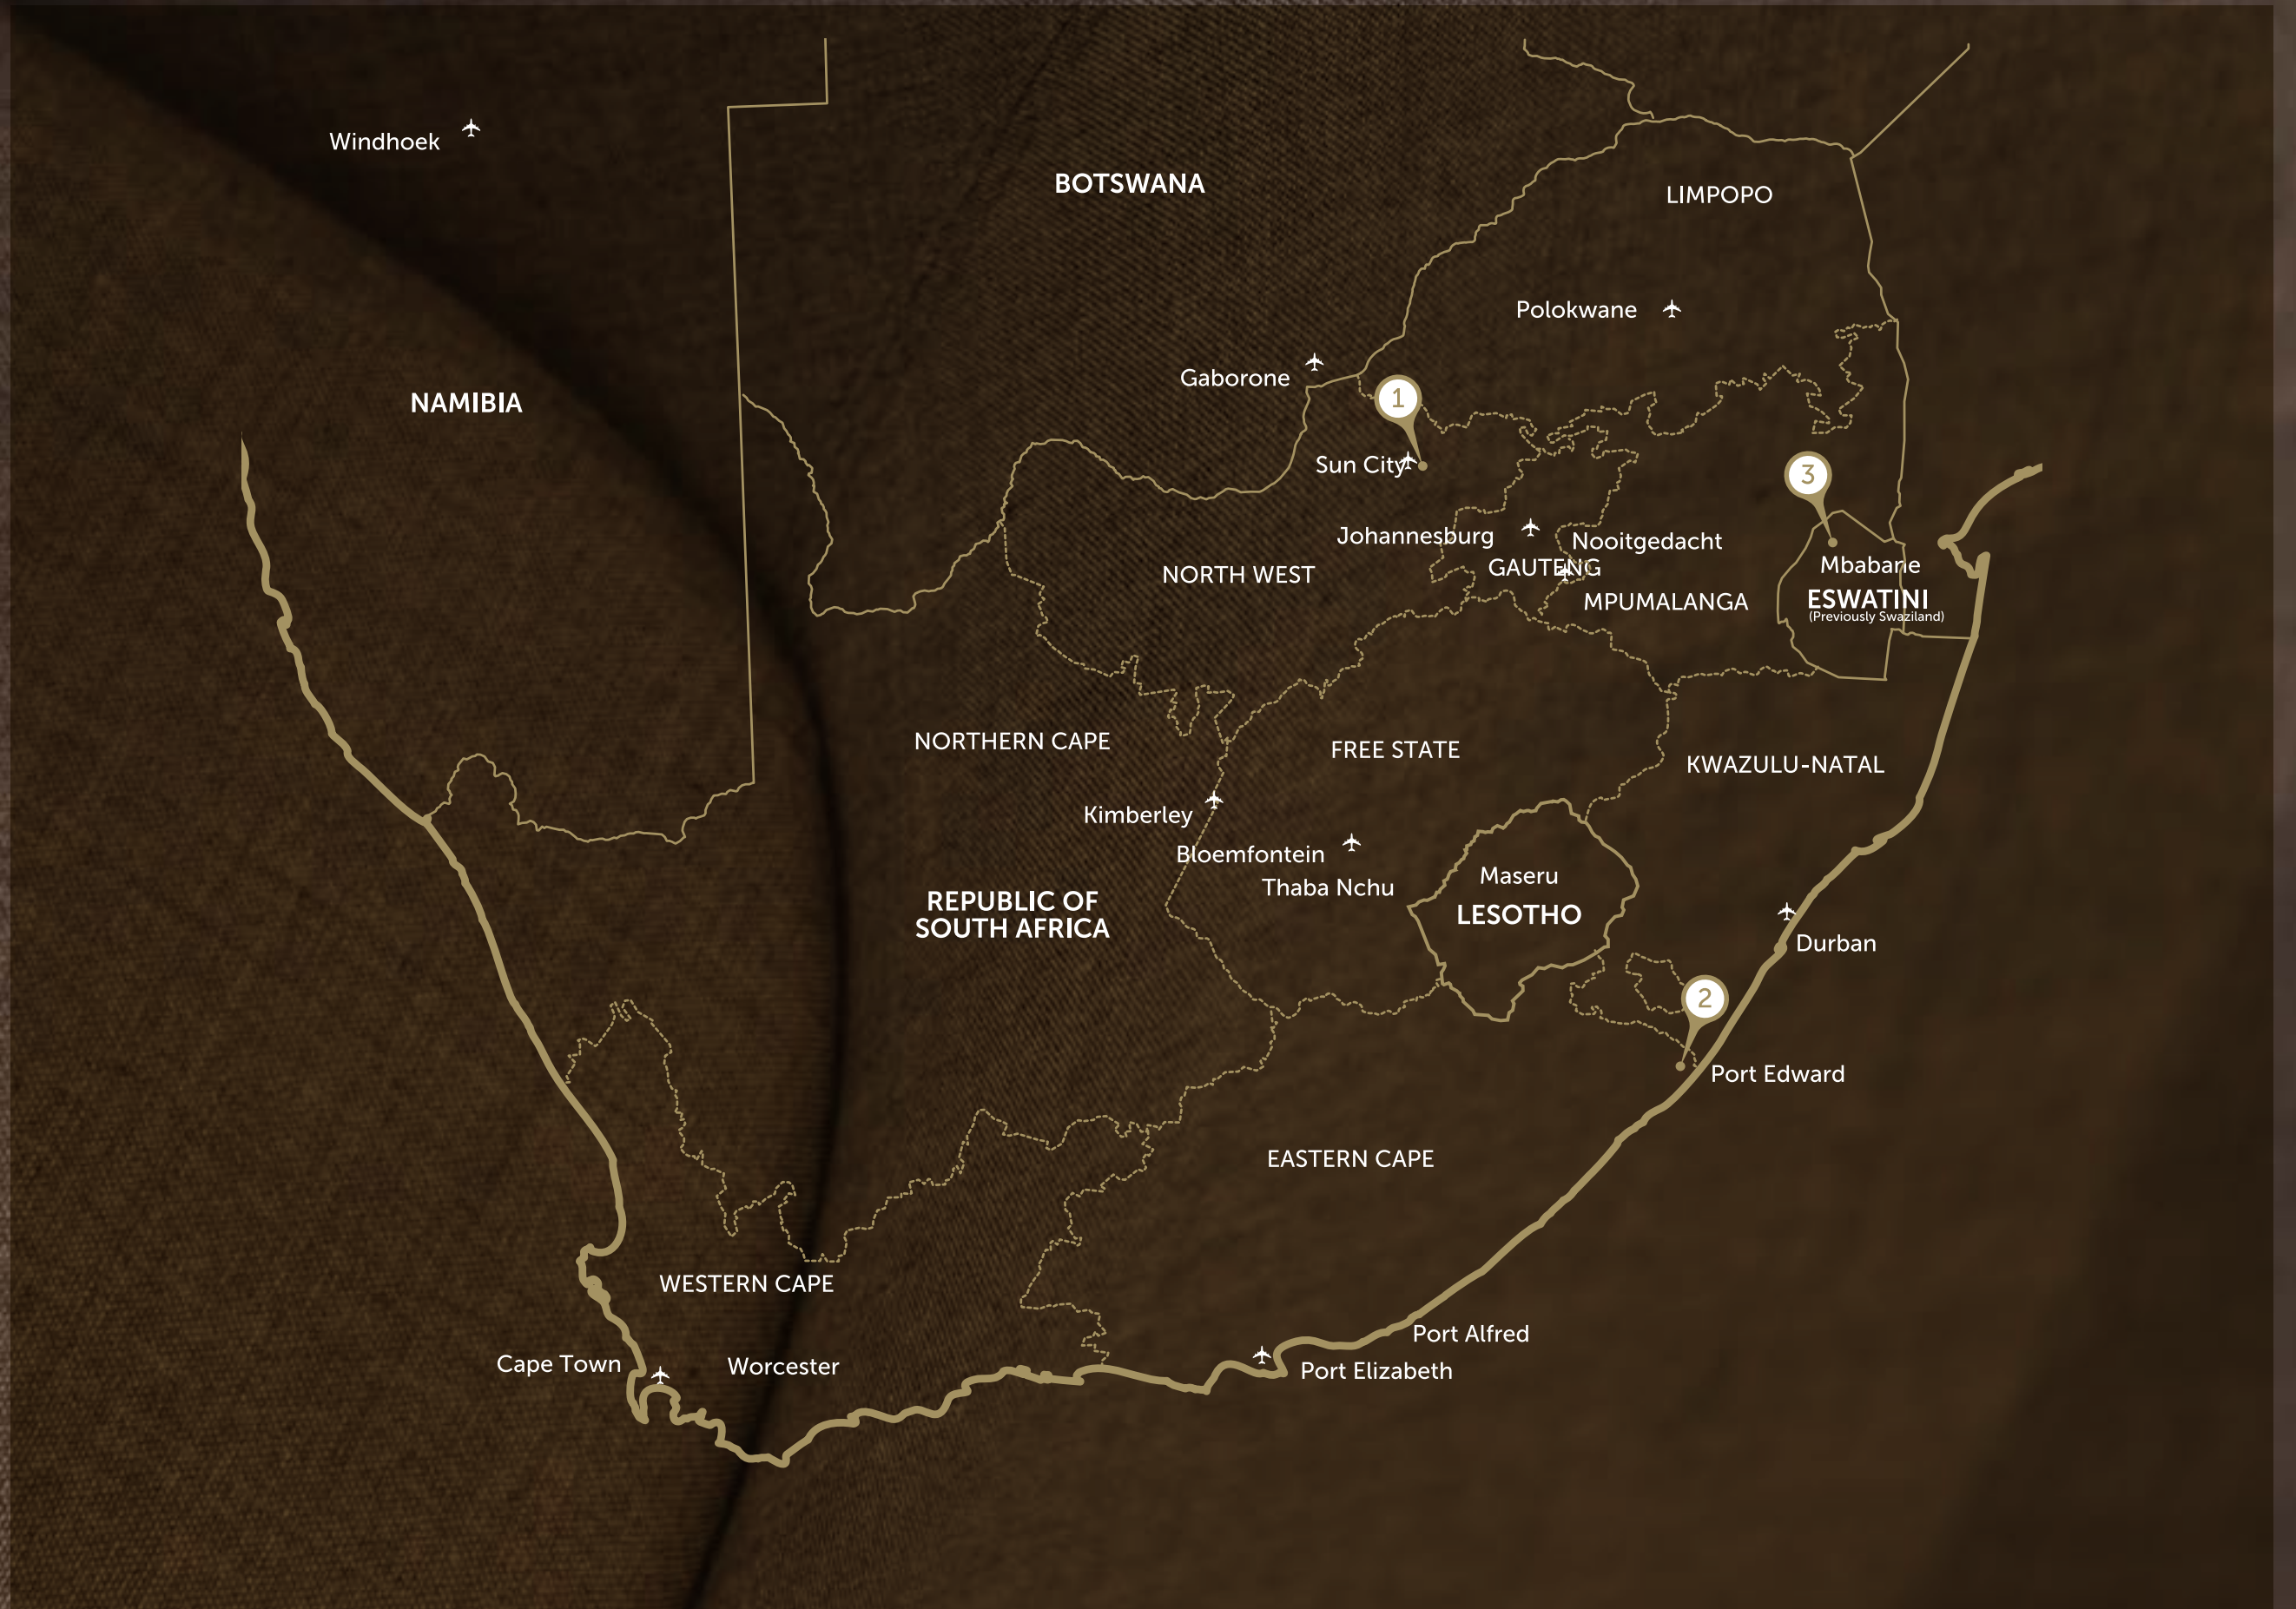 Windhoek
BOTSWANA
LIMPOPO
Polokwane
Gaborone
1
NAMIBIA
Sun City
3
Johannesburg
Nooitgedacht
GAUTENG
Mbabane
NORTH WEST
MPUMALANGA
ESWATINI
(Previously Swaziland)
NORTHERN CAPE
FREE STATE
KWAZULU-NATAL
Kimberley
Bloemfontein
Thaba Nchu
Maseru
REPUBLIC OF
SOUTH AFRICA
LESOTHO
Durban
2
Port Edward
EASTERN CAPE
WESTERN CAPE
Port Alfred
Cape Town
Worcester
Port Elizabeth